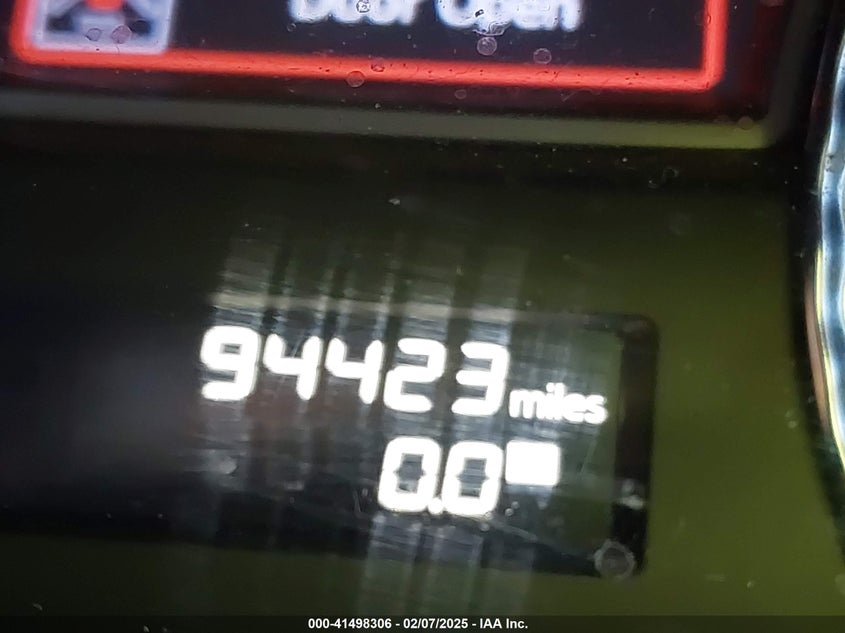 Door Open
94423 miles
0.0
000-41498306 - 02/07/2025 - IAA Inc.